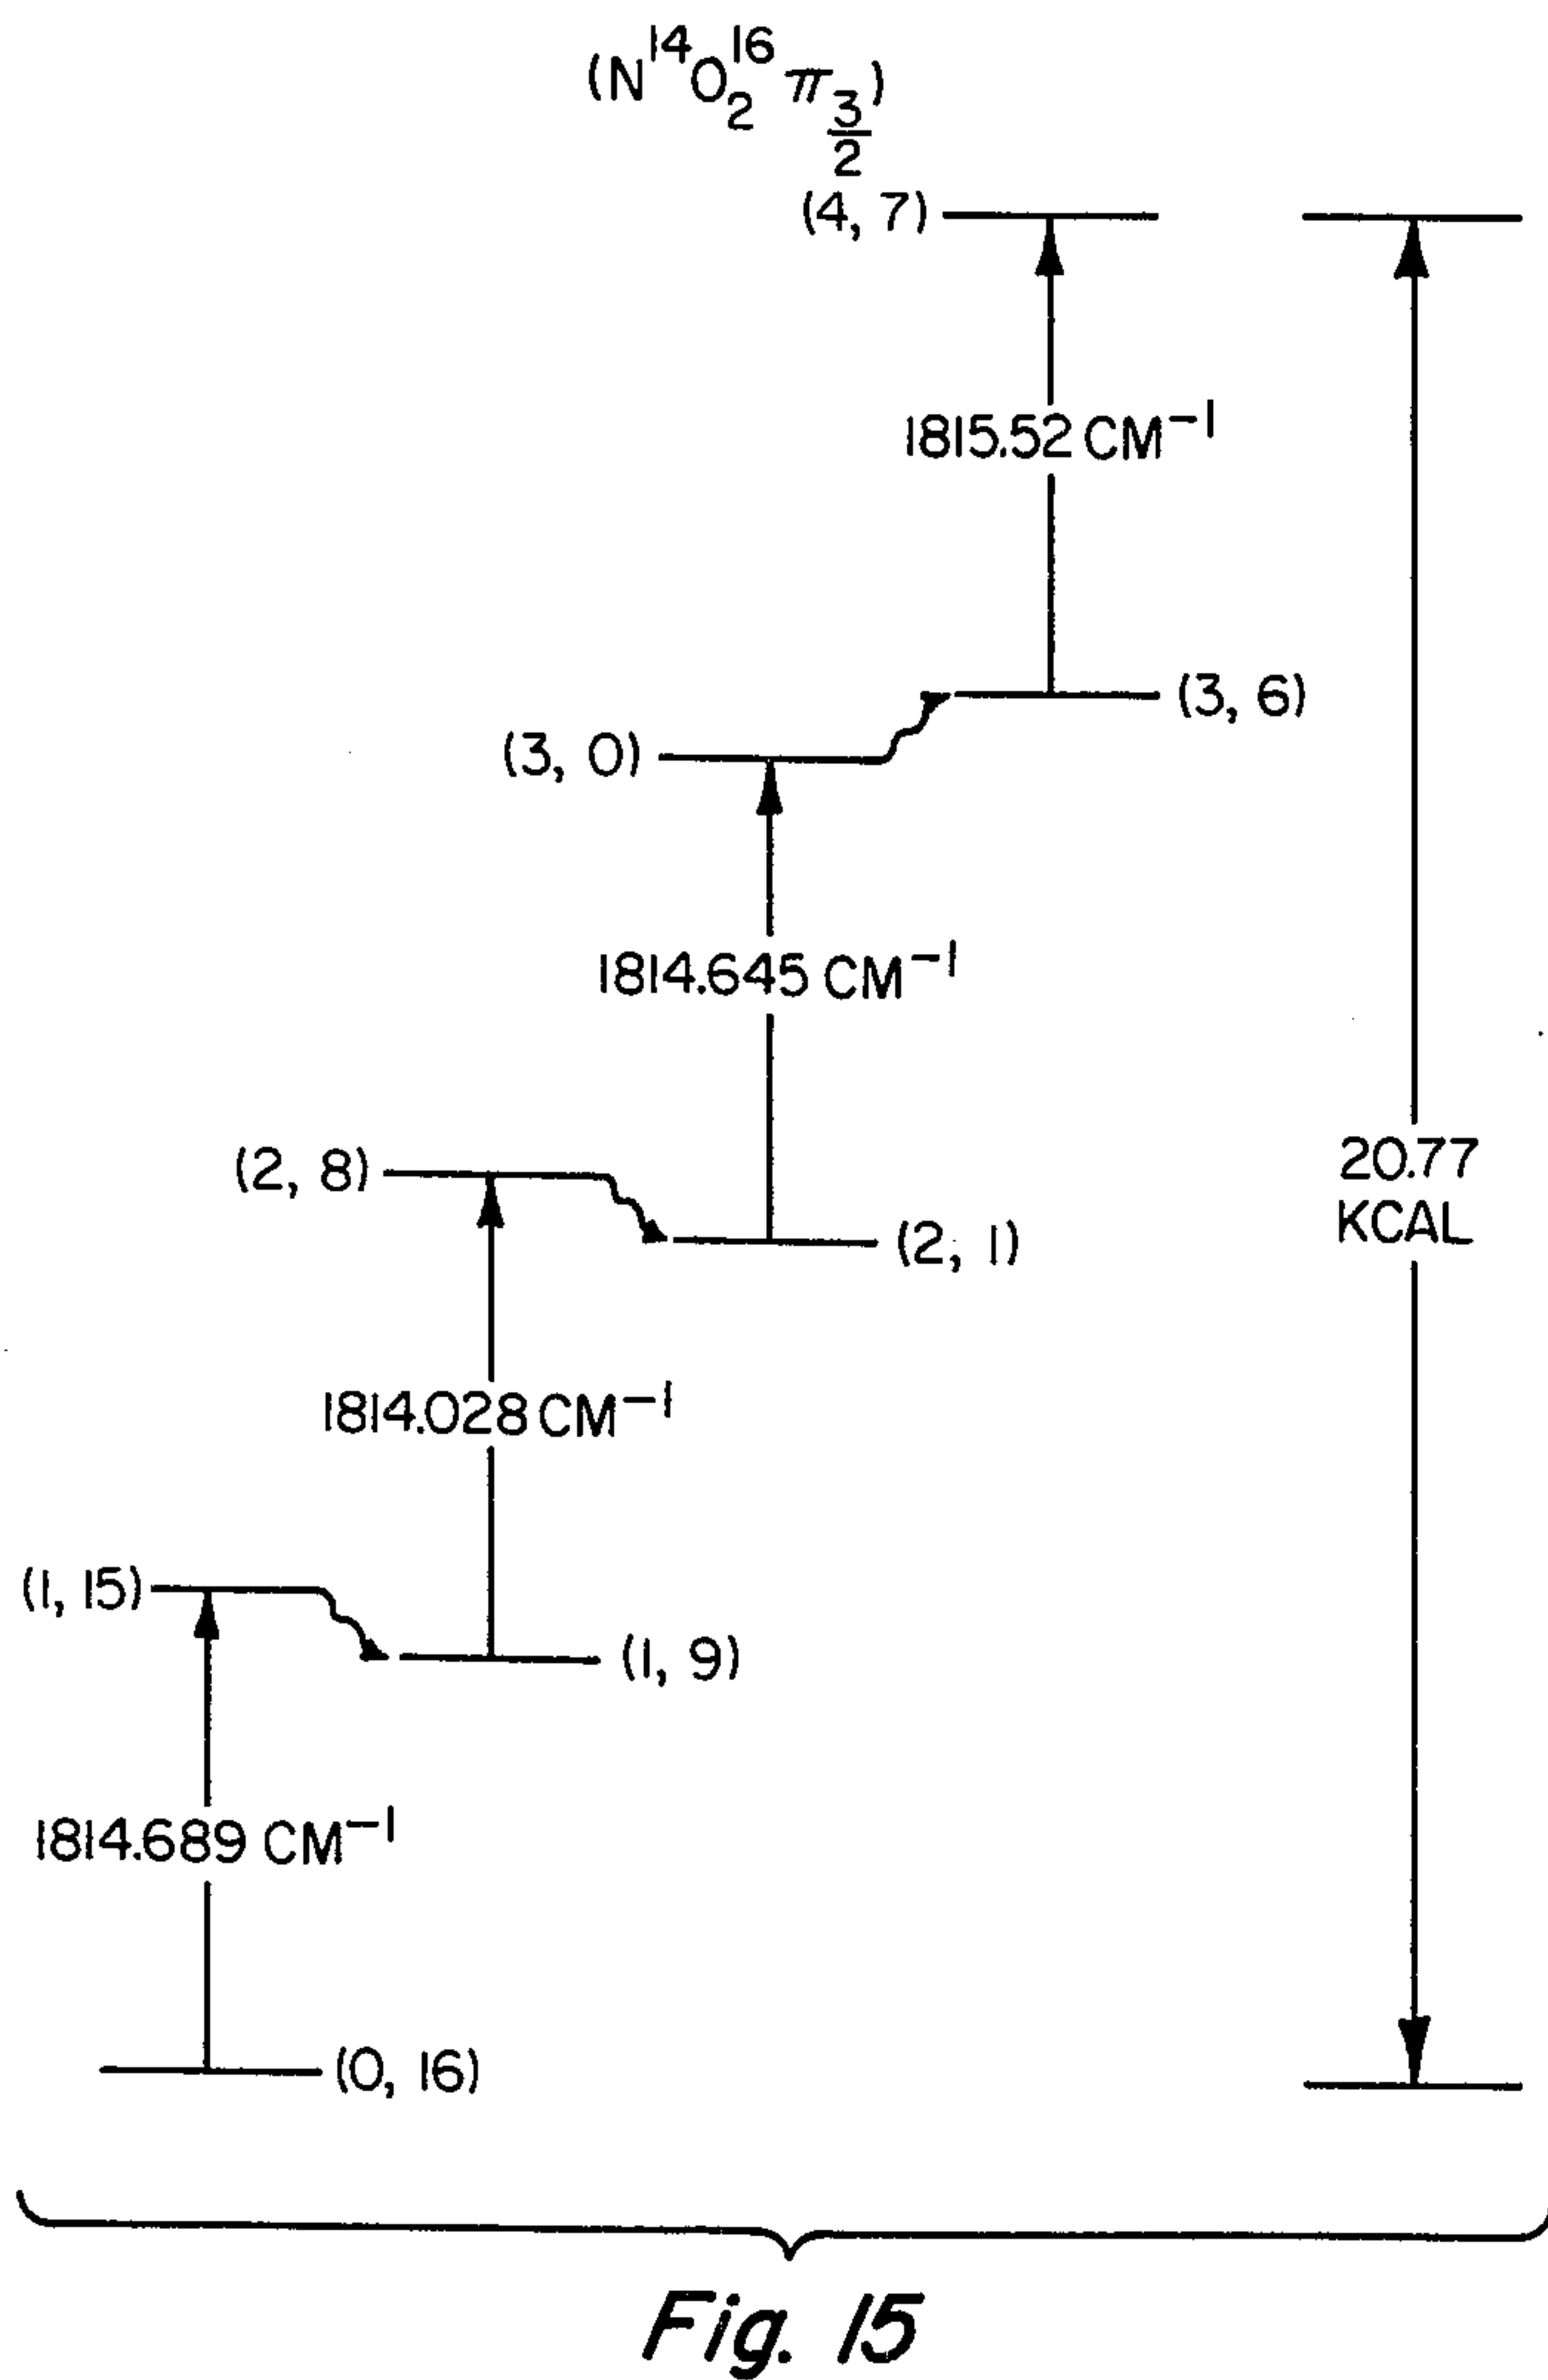 (N¹⁴O₂¹⁶ π 3/2)
(4, 7)
1815.52 CM⁻¹
(3, 6)
(3, 0)
1814.645 CM⁻¹
(2, 8)
20.77
KCAL
(2, 1)
1814.028 CM⁻¹
(1, 15)
(1, 9)
1814.689 CM⁻¹
(0, 16)
Fig. 15